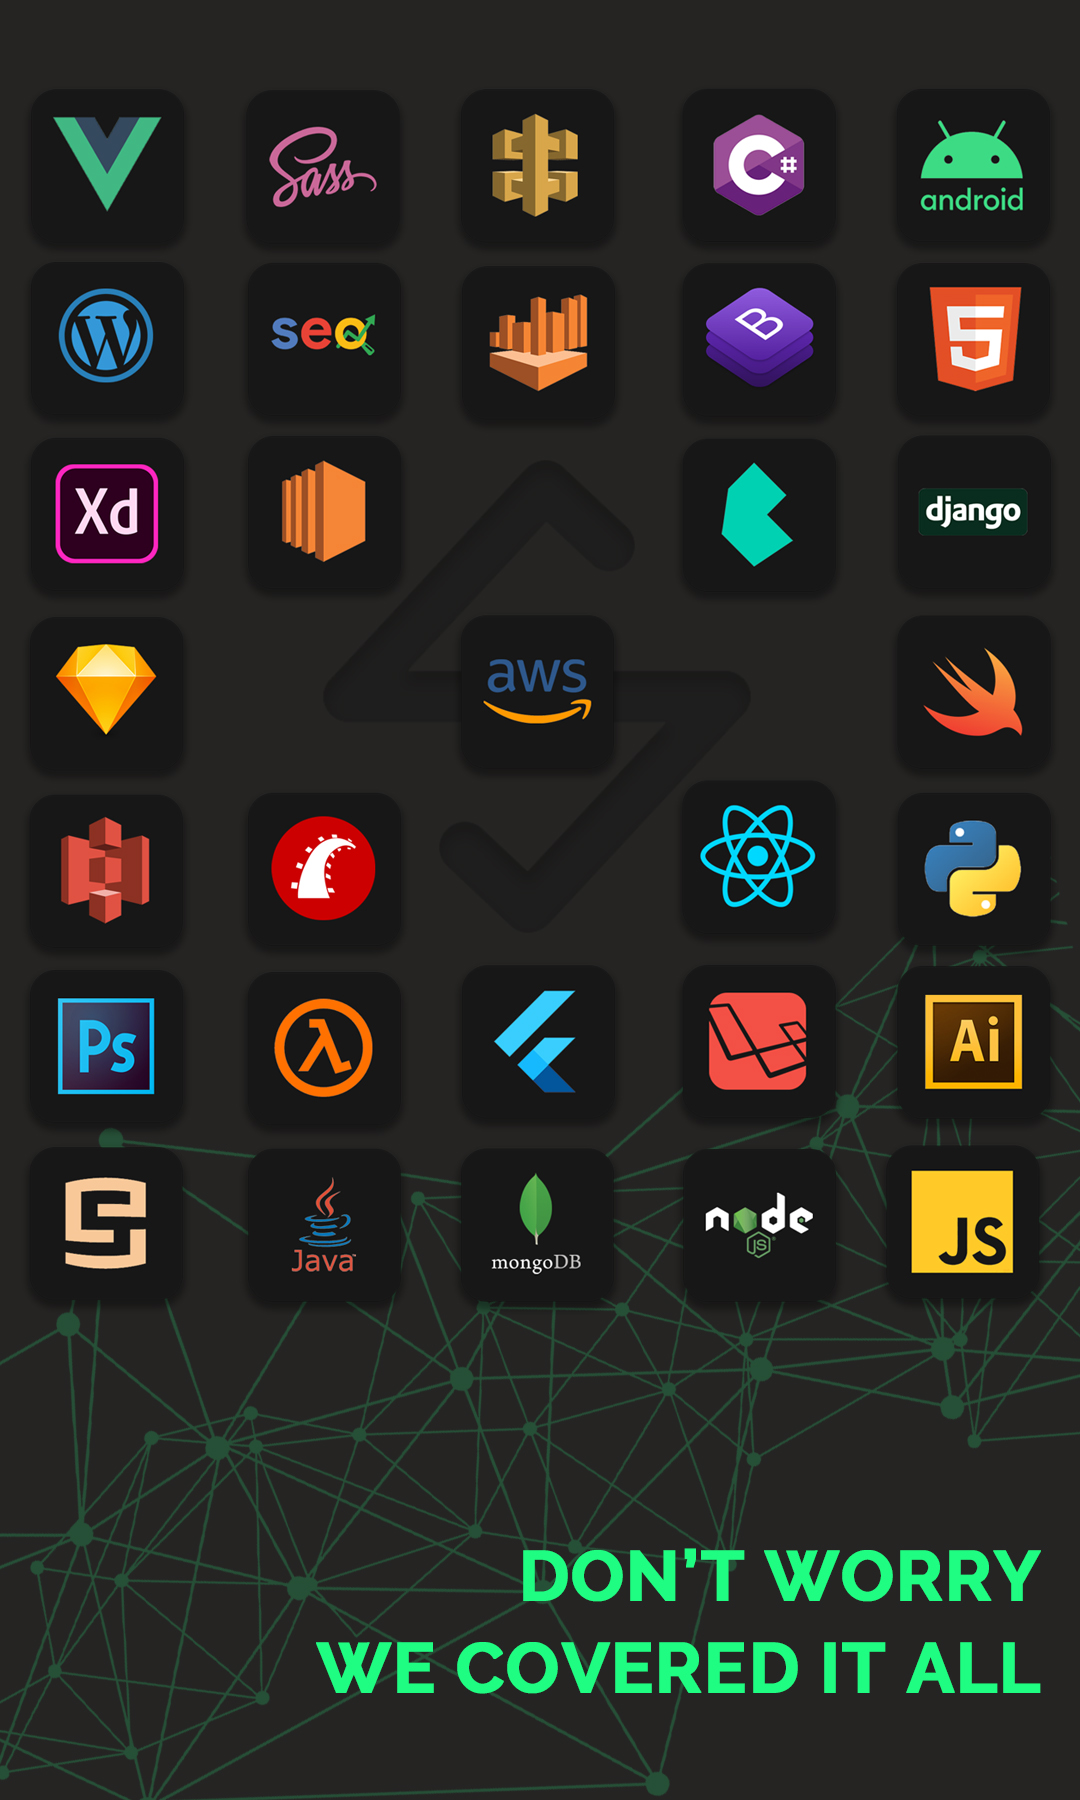 Sass
C#
android
W
seo
B
5
Xd
django
aws
Ps
λ
Ai
Java
mongoDB
node
JS
JS
DON'T WORRY
WE COVERED IT ALL